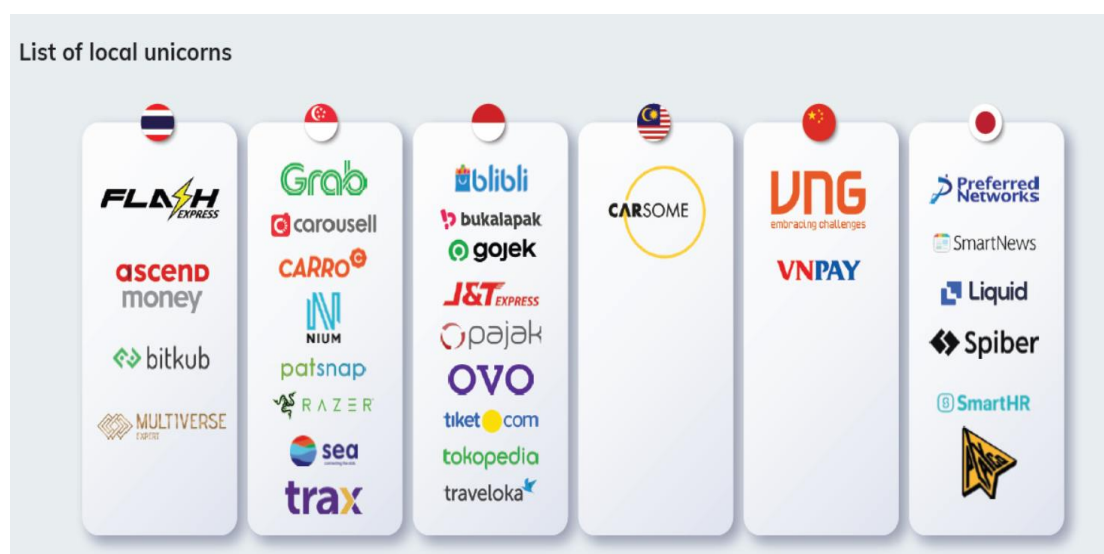 List of local unicorns
FLASH
EXPRESS
ascend
money
bitkub
MULTIVERSE
EXPERT
Grab
carousell
CARRO
NIUM
patsnap
RAZER
sea
trax
blibli
bukalapak
gojek
J&T EXPRESS
pajak
OVO
tiket com
tokopedia
traveloka
CARSOME
VNG
embracing challenges
VNPAY
Preferred
Networks
SmartNews
Liquid
Spiber
SmartHR